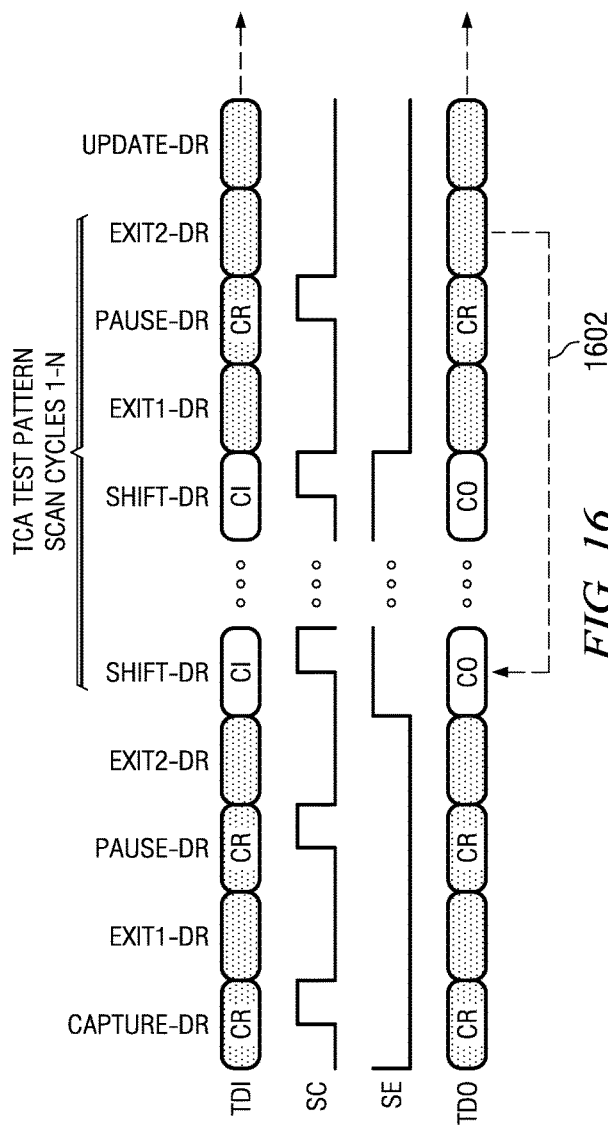 TCA TEST PATTERN
SCAN CYCLES 1-N
CAPTURE-DR
EXIT1-DR
PAUSE-DR
EXIT2-DR
SHIFT-DR
SHIFT-DR
EXIT1-DR
PAUSE-DR
EXIT2-DR
UPDATE-DR
TDI
CR
CR
CI
CI
CR
SC
SE
TDO
CR
CR
CO
CO
CR
1602
FIG. 16